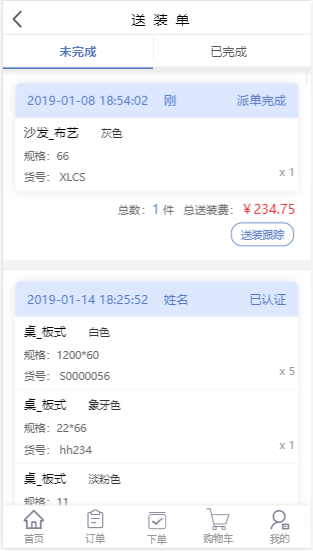 送装单
未完成 已完成
2019-01-08 18:54:02 刚 派单完成
沙发_布艺 灰色
规格：66
货号： XLCS
x 1
总数：1 件 总送装费：￥234.75
送装跟踪
2019-01-14 18:25:52 姓名 已认证
桌_板式 白色
规格：1200*60
货号： S0000056
x 5
桌_板式 象牙色
规格：22*66
货号： hh234
x 1
桌_板式 淡粉色
规格：11
首页 订单 下单 购物车 我的